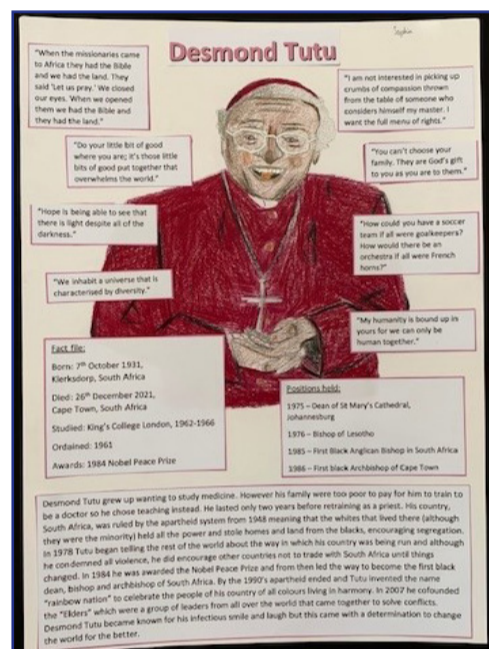 Sophia
Desmond Tutu
"When the missionaries came
to Africa they had the Bible
and we had the land. They
said 'Let us pray.' We closed
our eyes. When we opened
them we had the Bible and
they had the land."
"I am not interested in picking up
crumbs of compassion thrown
from the table of someone who
considers himself my master. I
want the full menu of rights."
"Do your little bit of good
where you are; it's those little
bits of good put together that
overwhelms the world."
"You can't choose your
family. They are God's gift
to you as you are to them."
"Hope is being able to see that
there is light despite all of the
darkness."
"How could you have a soccer
team if all were goalkeepers?
How would there be an
orchestra if all were French
horns?"
"We inhabit a universe that is
characterised by diversity."
"My humanity is bound up in
yours for we can only be
human together."
Fact file:
Born: 7th October 1931,
Klerksdorp, South Africa
Died: 26th December 2021,
Cape Town, South Africa
Studied: King's College London, 1962-1966
Ordained: 1961
Awards: 1984 Nobel Peace Prize
Positions held:
1975 – Dean of St Mary's Cathedral,
Johannesburg
1976 – Bishop of Lesotho
1985 – First Black Anglican Bishop in South Africa
1986 – First black Archbishop of Cape Town
Desmond Tutu grew up wanting to study medicine. However his family were too poor to pay for him to train to
be a doctor so he chose teaching instead. He lasted only two years before retraining as a priest. His country,
South Africa, was ruled by the apartheid system from 1948 meaning that the whites that lived there (although
they were the minority) held all the power and stole homes and land from the blacks, encouraging segregation.
In 1978 Tutu began telling the rest of the world about the way in which his country was being run and although
he condemned all violence, he did encourage other countries not to trade with South Africa until things
changed. In 1984 he was awarded the Nobel Peace Prize and from then led the way to become the first black
dean, bishop and archbishop of South Africa. By the 1990's apartheid ended and Tutu invented the name
"rainbow nation" to celebrate the people of his country of all colours living in harmony. In 2007 he cofounded
the "Elders" which were a group of leaders from all over the world that came together to solve conflicts.
Desmond Tutu became known for his infectious smile and laugh but this came with a determination to change
the world for the better.